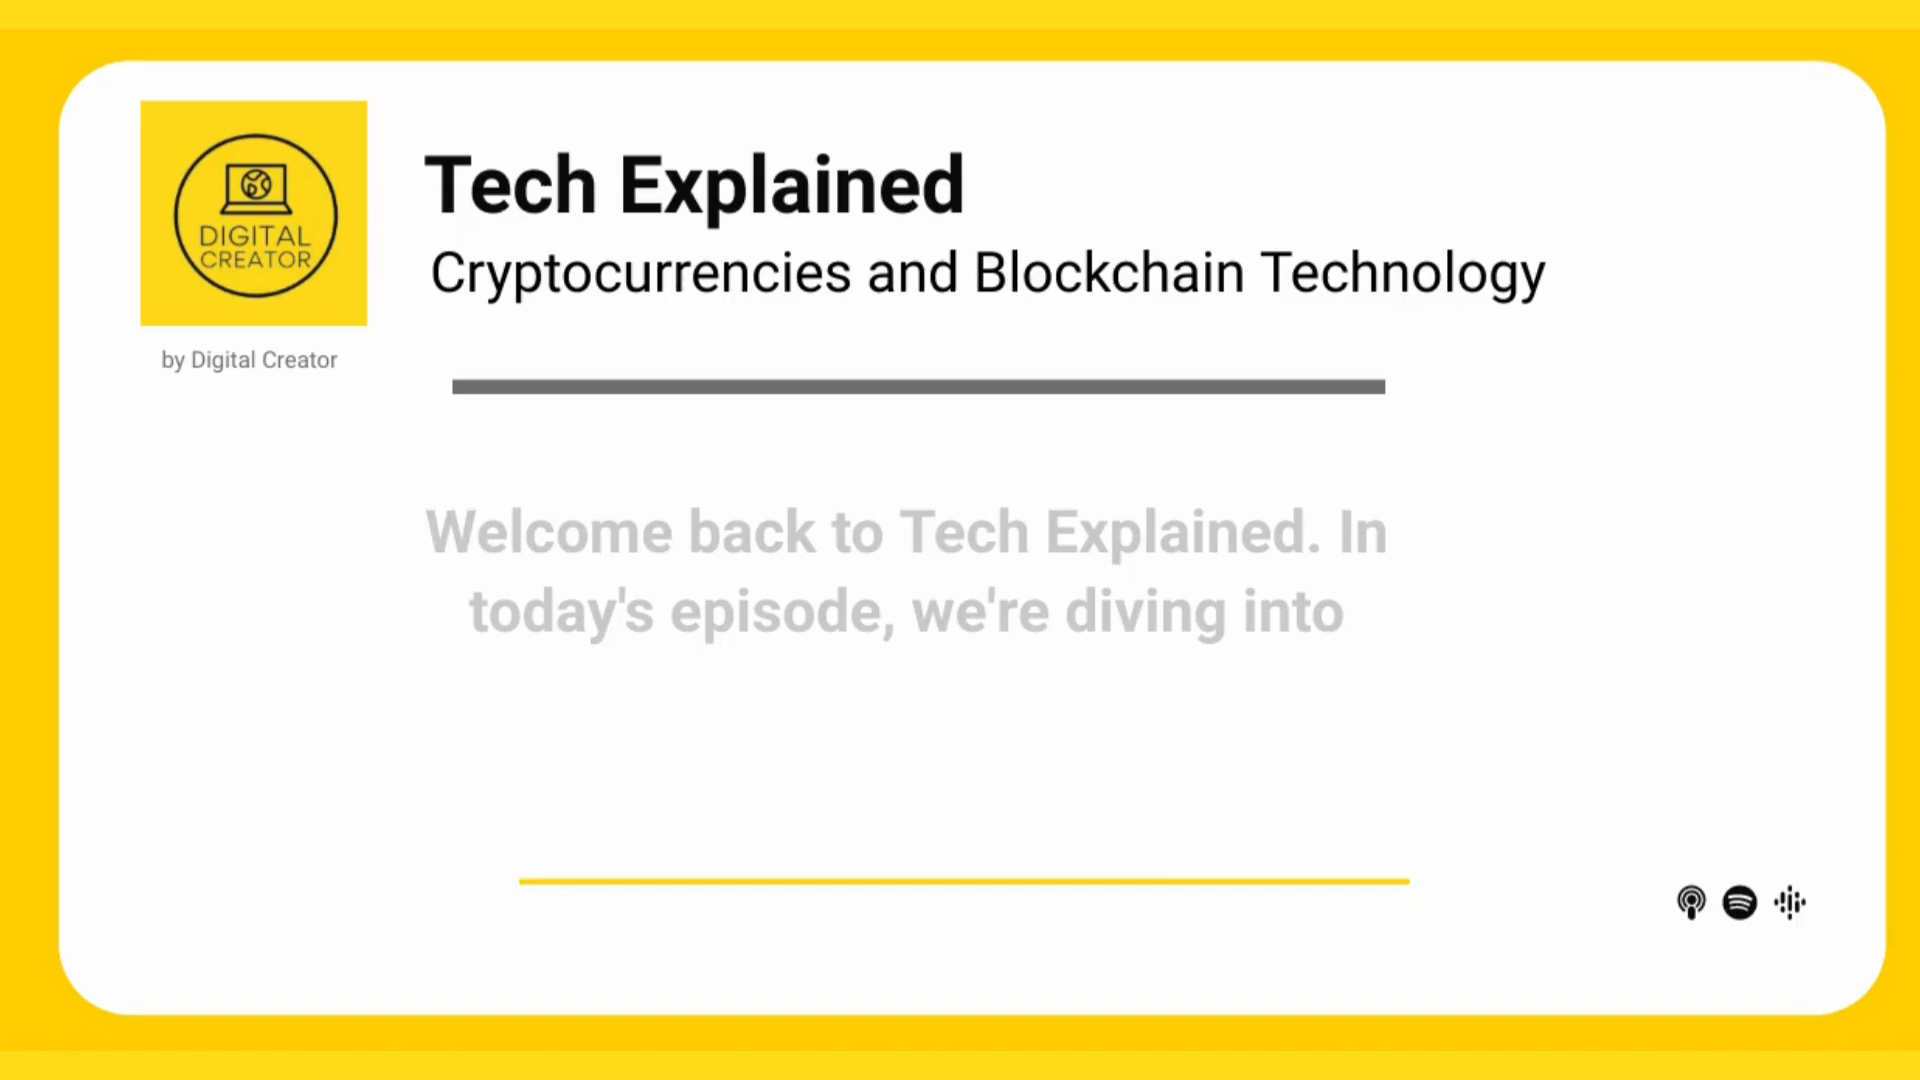 DIGITAL
CREATOR
by Digital Creator
Tech Explained
Cryptocurrencies and Blockchain Technology
Welcome back to Tech Explained. In
today's episode, we're diving into